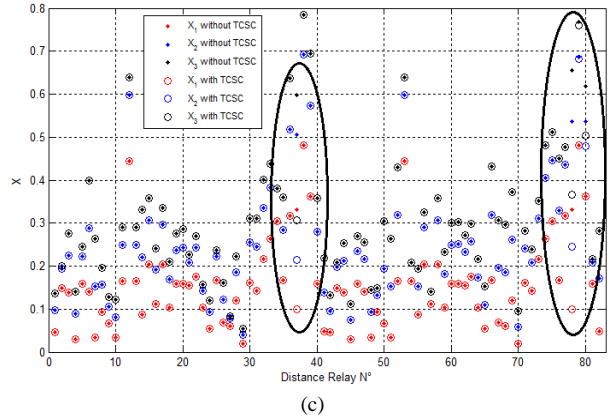 0.8
0.7
0.6
0.5
0.4
0.3
0.2
0.1
0
X
X1 without TCSC
X2 without TCSC
X3 without TCSC
X1 with TCSC
X2 with TCSC
X3 with TCSC
0 10 20 30 40 50 60 70 80
Distance Relay N°
(c)